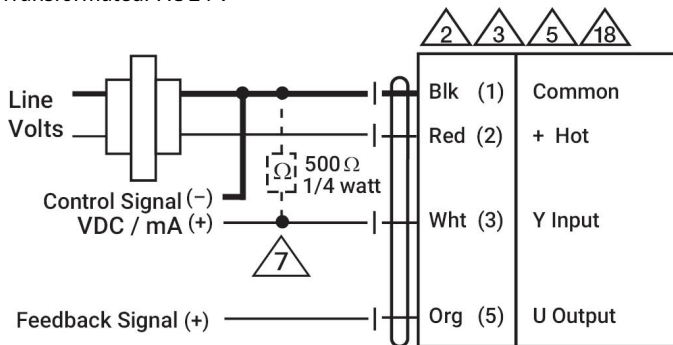 2 3 5 18
Line
Volts
Blk (1) Common
Red (2) + Hot
Ω 500 Ω
1/4 watt
Control Signal (–)
VDC / mA (+)
Wht (3) Y Input
7
Feedback Signal (+)
Org (5) U Output